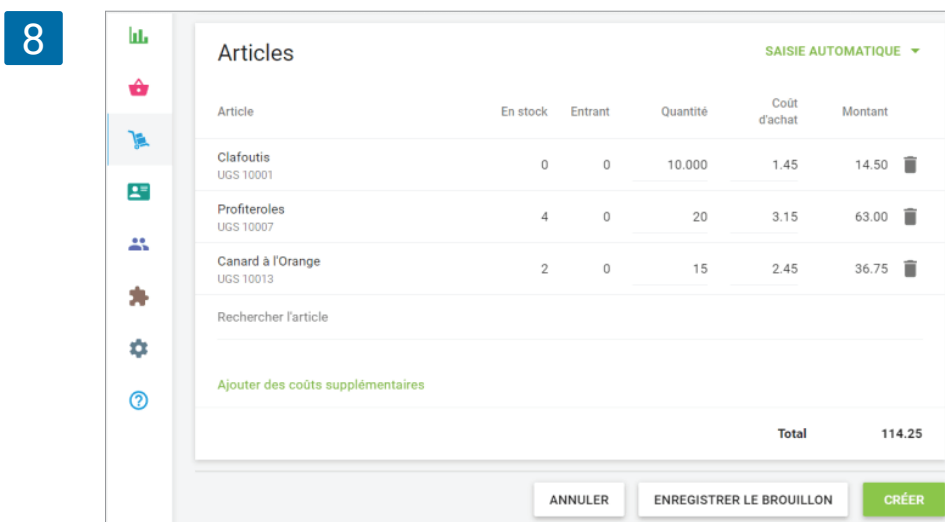 8
Articles
SAISIE AUTOMATIQUE
Article En stock Entrant Quantité Coût d'achat Montant
Clafoutis 0 0 10.000 1.45 14.50
UGS 10001
Profiteroles 4 0 20 3.15 63.00
UGS 10007
Canard à l'Orange 2 0 15 2.45 36.75
UGS 10013
Rechercher l'article
Ajouter des coûts supplémentaires
Total 114.25
ANNULER ENREGISTRER LE BROUILLON CRÉER